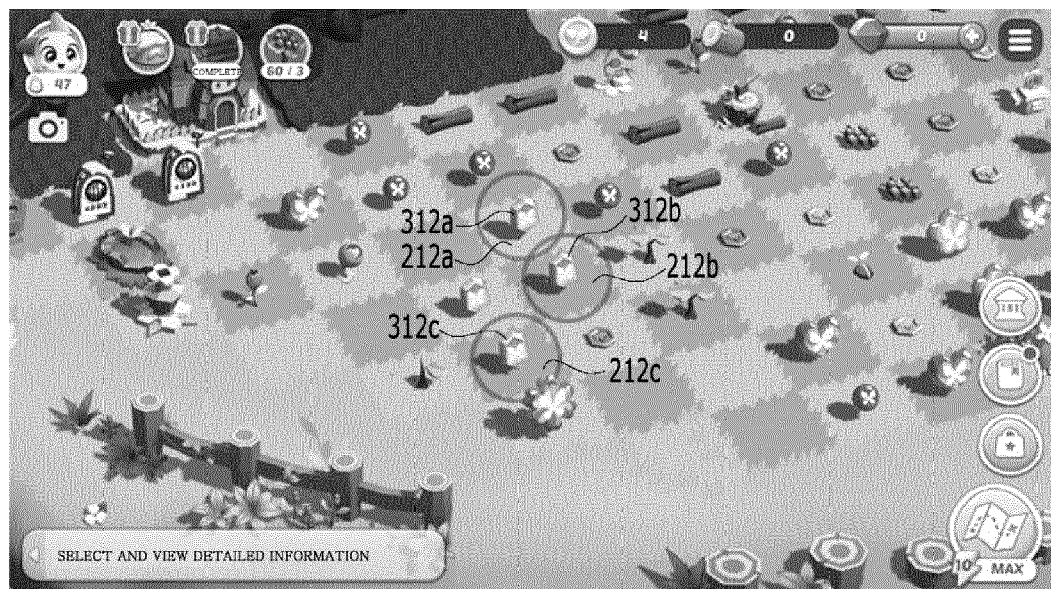 47
COMPLETE
60 / 3
4
0
0
312a
312b
212a
212b
312c
212c
SELECT AND VIEW DETAILED INFORMATION
10
MAX